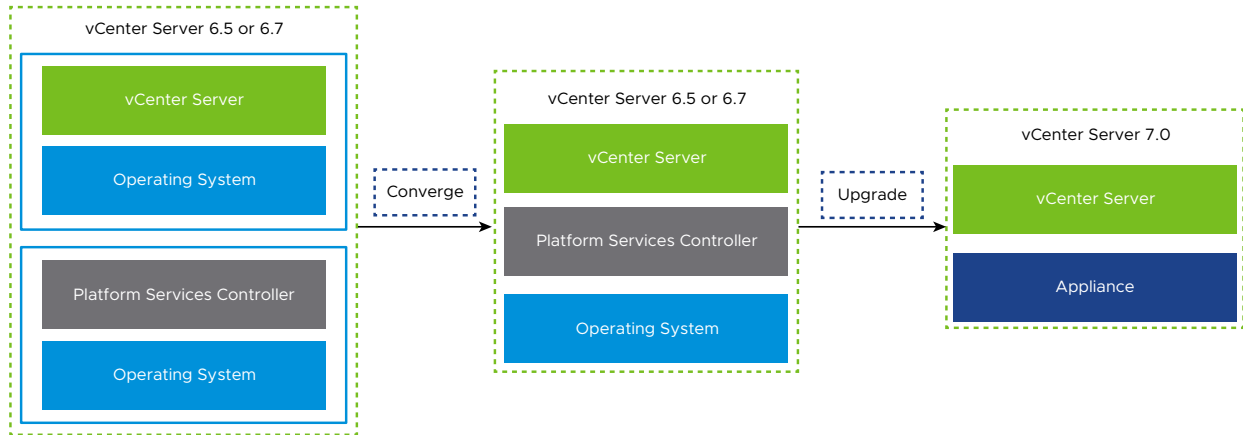 vCenter Server 6.5 or 6.7
vCenter Server
Operating System
Platform Services Controller
Operating System
Converge
vCenter Server 6.5 or 6.7
vCenter Server
Platform Services Controller
Operating System
Upgrade
vCenter Server 7.0
vCenter Server
Appliance